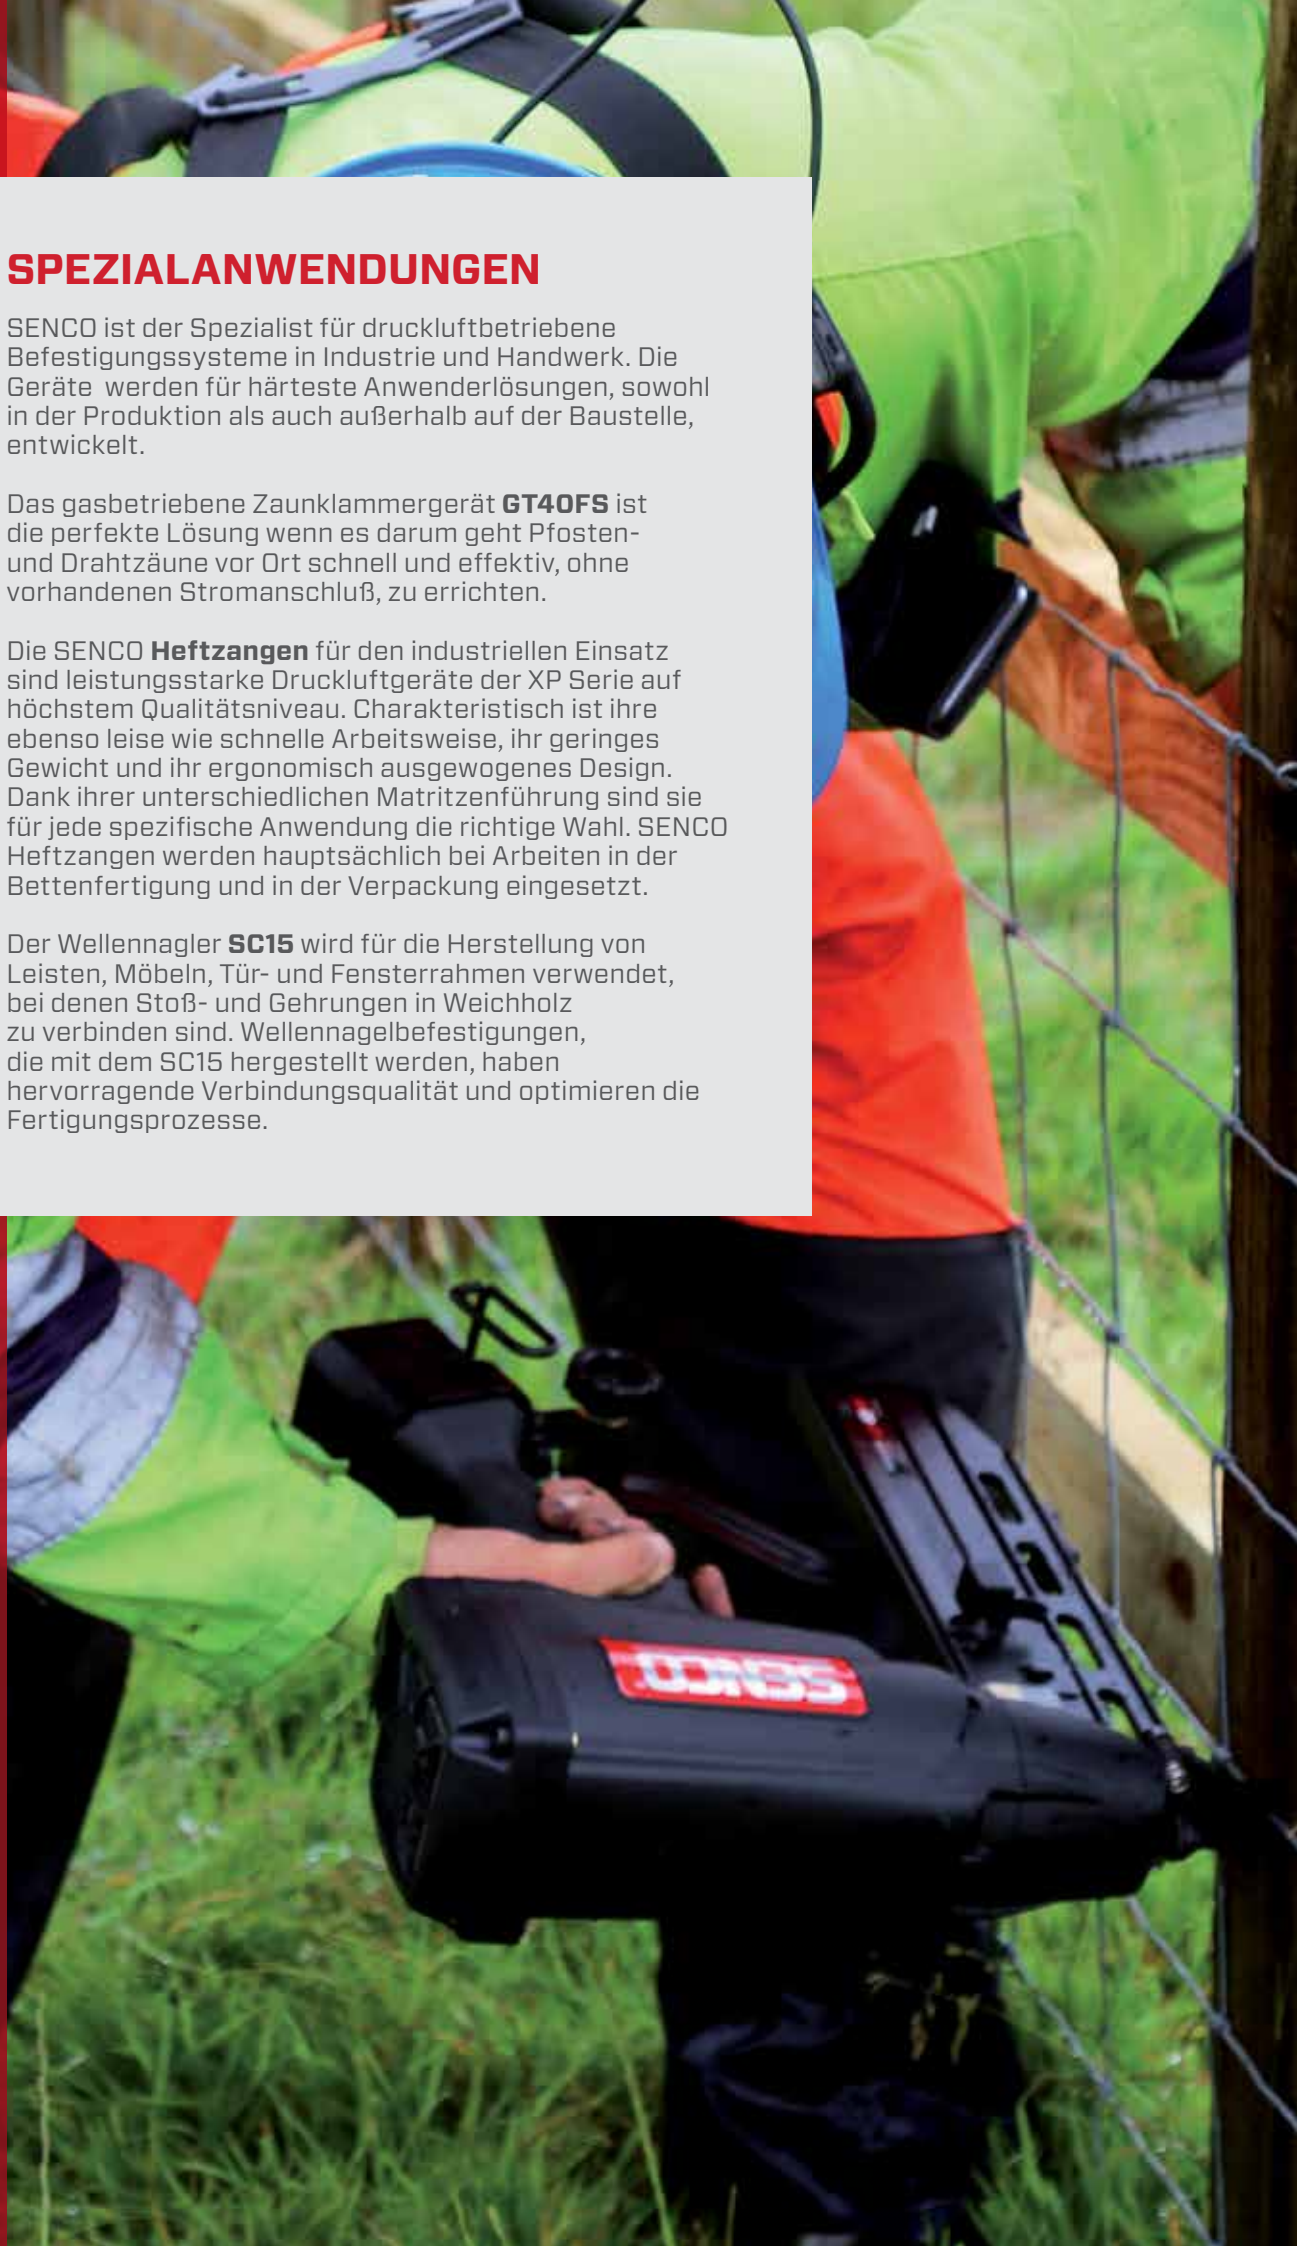 SPEZIALANWENDUNGEN
SENCO ist der Spezialist für druckluftbetriebene
Befestigungssysteme in Industrie und Handwerk. Die
Geräte werden für härteste Anwenderlösungen, sowohl
in der Produktion als auch außerhalb auf der Baustelle,
entwickelt.
Das gasbetriebene Zaunklammergerät GT40FS ist
die perfekte Lösung wenn es darum geht Pfosten-
und Drahtzäune vor Ort schnell und effektiv, ohne
vorhandenen Stromanschluß, zu errichten.
Die SENCO Heftzangen für den industriellen Einsatz
sind leistungsstarke Druckluftgeräte der XP Serie auf
höchstem Qualitätsniveau. Charakteristisch ist ihre
ebenso leise wie schnelle Arbeitsweise, ihr geringes
Gewicht und ihr ergonomisch ausgewogenes Design.
Dank ihrer unterschiedlichen Matritzenführung sind sie
für jede spezifische Anwendung die richtige Wahl. SENCO
Heftzangen werden hauptsächlich bei Arbeiten in der
Bettenfertigung und in der Verpackung eingesetzt.
Der Wellennagler SC15 wird für die Herstellung von
Leisten, Möbeln, Tür- und Fensterrahmen verwendet,
bei denen Stoß- und Gehrungen in Weichholz
zu verbinden sind. Wellennagelbefestigungen,
die mit dem SC15 hergestellt werden, haben
hervorragende Verbindungsqualität und optimieren die
Fertigungsprozesse.
SENCO